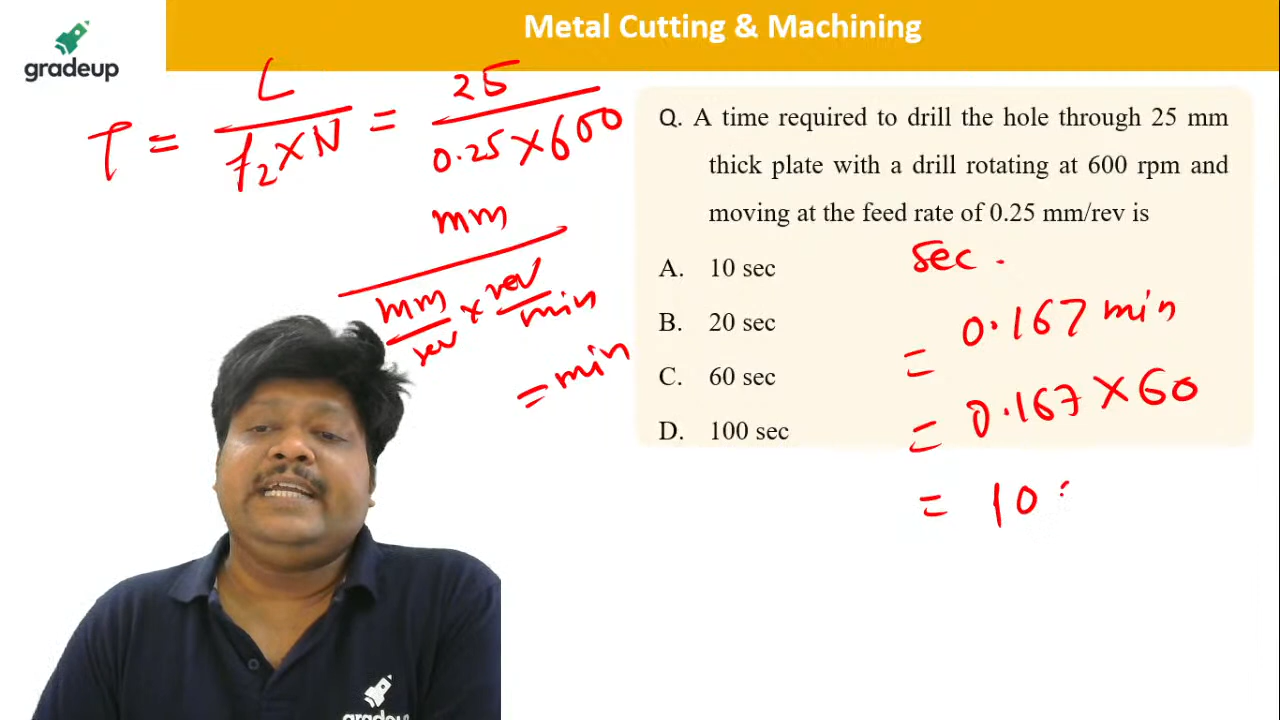 Metal Cutting & Machining
gradeup
T = L / f2 × N = 25 / 0.25 × 600
mm / mm/rev × rev/min
= min
Q. A time required to drill the hole through 25 mm
thick plate with a drill rotating at 600 rpm and
moving at the feed rate of 0.25 mm/rev is
A. 10 sec
B. 20 sec
C. 60 sec
D. 100 sec
sec.
= 0.167 min
= 0.167 × 60
= 10
gradeup